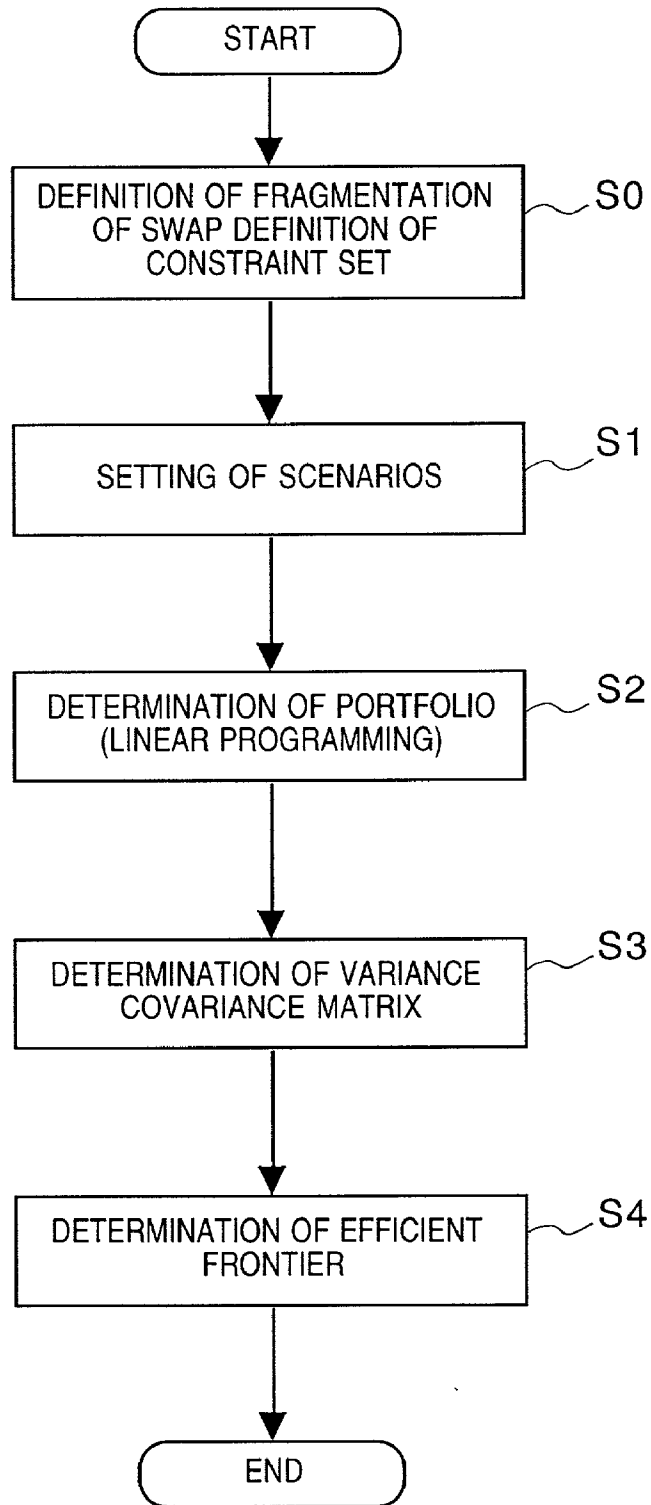 START
DEFINITION OF FRAGMENTATION
OF SWAP DEFINITION OF
CONSTRAINT SET
S0
SETTING OF SCENARIOS
S1
DETERMINATION OF PORTFOLIO
(LINEAR PROGRAMMING)
S2
DETERMINATION OF VARIANCE
COVARIANCE MATRIX
S3
DETERMINATION OF EFFICIENT
FRONTIER
S4
END